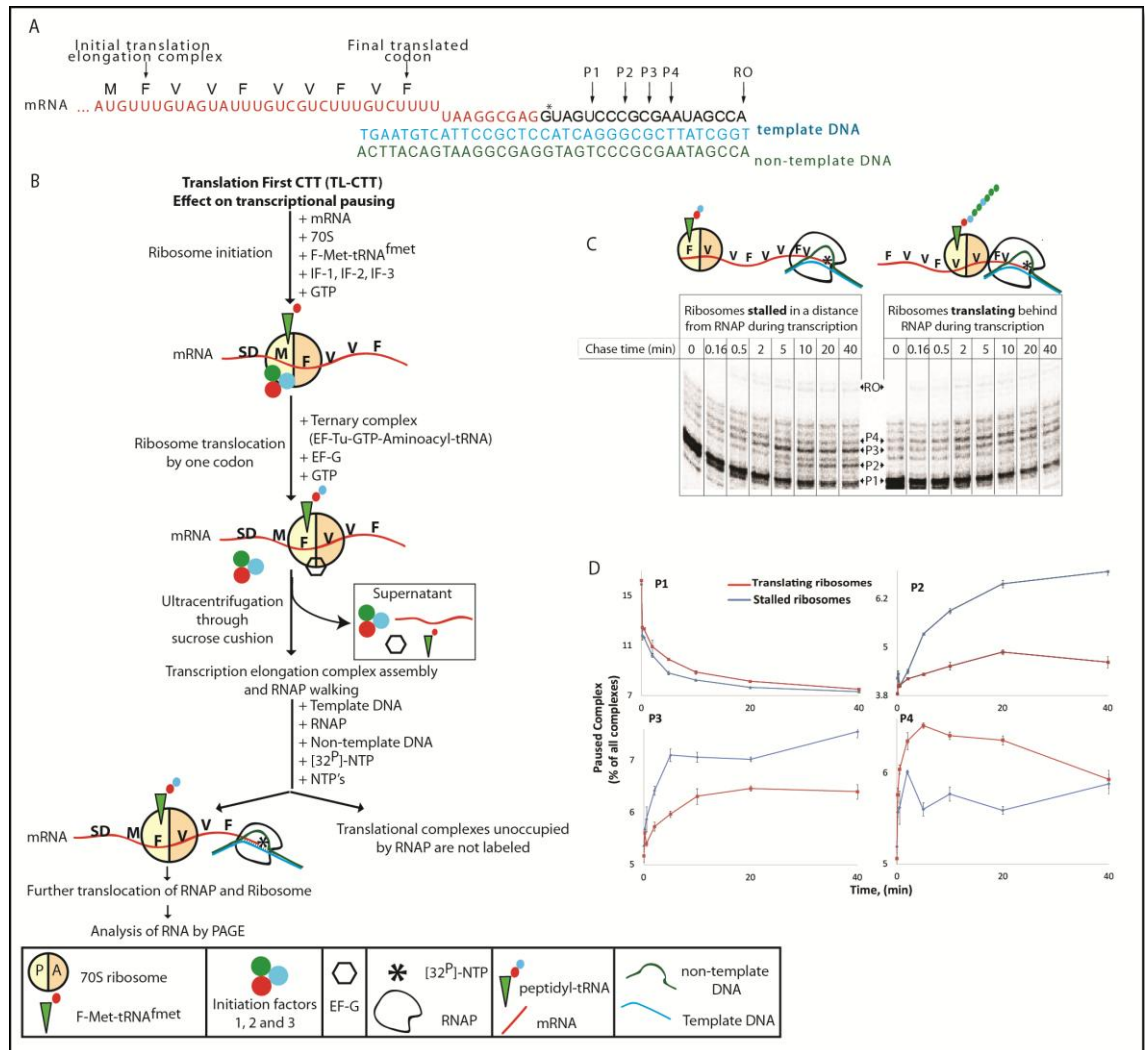 A
Initial translation
elongation complex
Final translated
codon
P1 P2 P3 P4 RO
M F V V F V V F V F
mRNA ... AUGUUUGUAGUAUUUGUCGUCUUUGUCUUUU
UAAGGCGAGGUAGUCCCGCGAAUAGCCA
*
TGAATGTCATTCCGCTCCATCAGGGCGCTTATCGGT template DNA
ACTTACAGTAAGGCGAGGTAGTCCCGCGAATAGCCA
non-template DNA
B
Translation First CTT (TL-CTT)
Effect on transcriptional pausing
Ribosome initiation
+ mRNA
+ 70S
+ F-Met-tRNAfmet
+ IF-1, IF-2, IF-3
+ GTP
mRNA SD M F V V F
Ribosome translocation
by one codon
+ Ternary complex
(EF-Tu-GTP-Aminoacyl-tRNA)
+ EF-G
+ GTP
mRNA SD M F V V F
Ultracentrifugation
through
sucrose cushion
Supernatant
Transcription elongation complex assembly
and RNAP walking
+ Template DNA
+ RNAP
+ Non-template DNA
+ [32P]-NTP
+ NTP's
mRNA SD M F V V F *
Translational complexes unoccupied
by RNAP are not labeled
Further translocation of RNAP and Ribosome
Analysis of RNA by PAGE
C
F V V F V V F V *
F V V F V V F V *
Ribosomes stalled in a distance
from RNAP during transcription
Ribosomes translating behind
RNAP during transcription
Chase time (min) 0 0.16 0.5 2 5 10 20 40
0 0.16 0.5 2 5 10 20 40
RO
P4
P3
P2
P1
D
Paused Complex
(% of all complexes)
P1
15
11
7
0 20 40
Translating ribosomes
Stalled ribosomes
P2
6.2
5
3.8
0 20 40
P3
7
6
5
0 20 40
P4
6
5
0 20 40
Time, (min)
P A
70S ribosome
F-Met-tRNAfmet
Initiation factors
1, 2 and 3
EF-G
* [32P]-NTP
RNAP
peptidyl-tRNA
mRNA
non-template
DNA
Template DNA